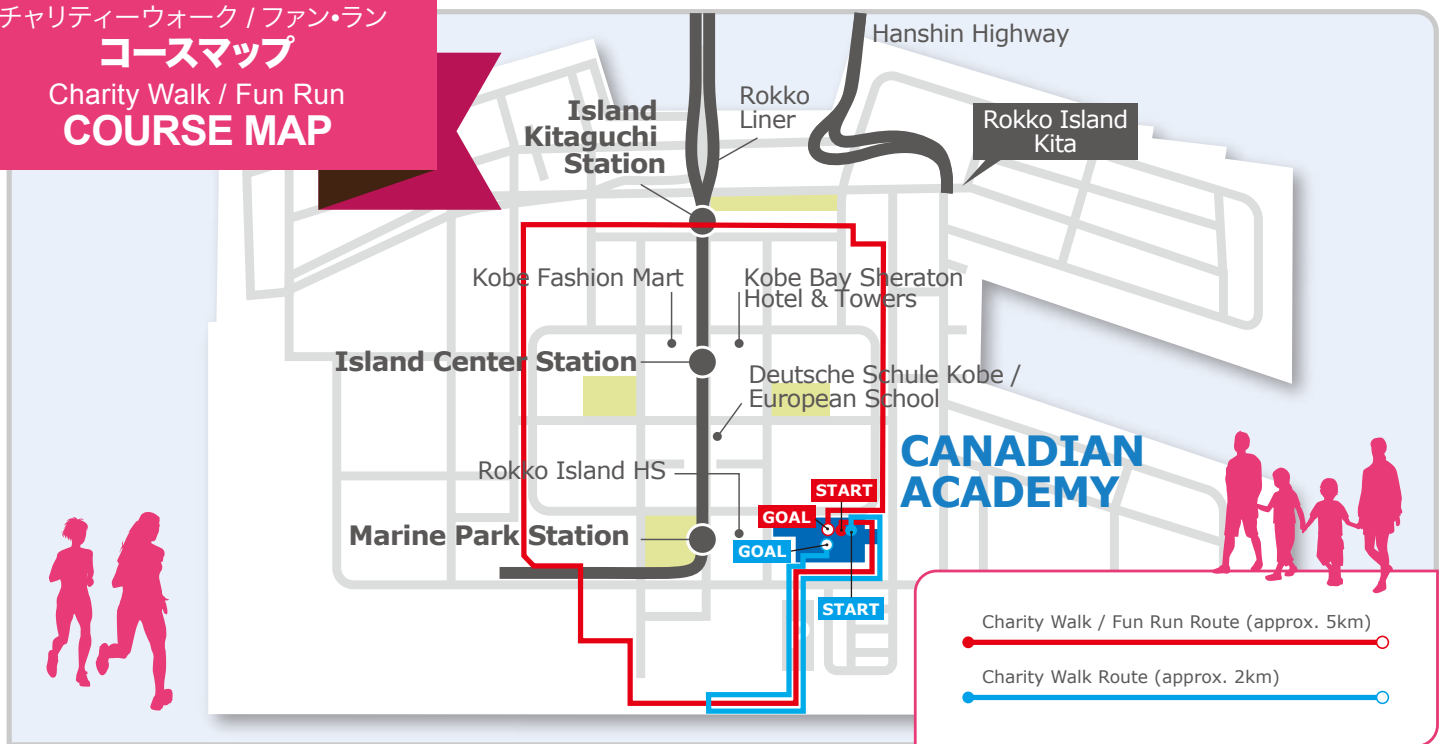 チャリティーウォーク / ファン•ラン
コースマップ
Charity Walk / Fun Run
COURSE MAP
Hanshin Highway
Rokko
Liner
Island
Kitaguchi
Station
Rokko Island
Kita
Kobe Fashion Mart
Kobe Bay Sheraton
Hotel & Towers
Island Center Station
Deutsche Schule Kobe /
European School
CANADIAN
ACADEMY
Rokko Island HS
START
GOAL
Marine Park Station
GOAL
START
Charity Walk / Fun Run Route (approx. 5km)
Charity Walk Route (approx. 2km)